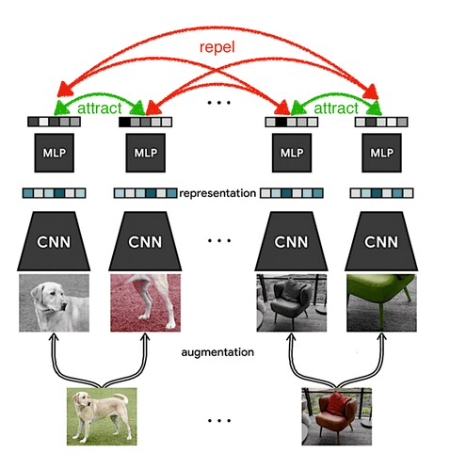 repel
attract
attract
MLP
MLP
MLP
MLP
representation
CNN
CNN
CNN
CNN
augmentation